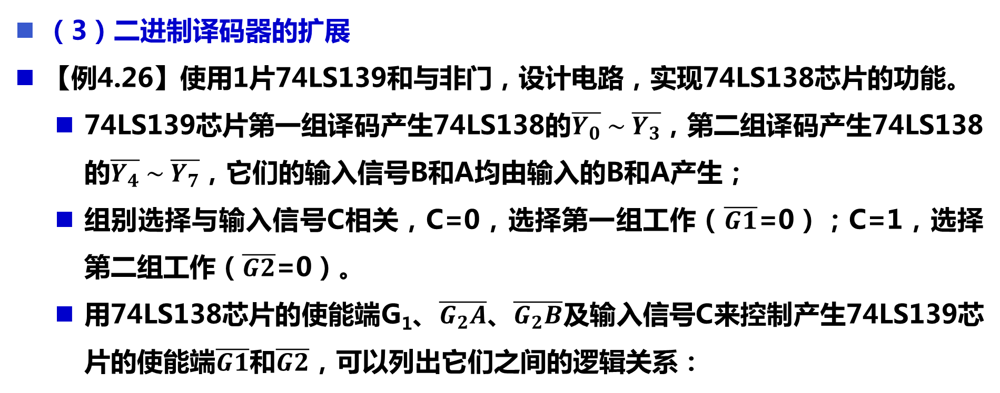 （3）二进制译码器的扩展
【例4.26】使用1片74LS139和与非门，设计电路，实现74LS138芯片的功能。
74LS139芯片第一组译码产生74LS138的$\overline{Y_0}$ ~ $\overline{Y_3}$，第二组译码产生74LS138
的$\overline{Y_4}$ ~ $\overline{Y_7}$，它们的输入信号B和A均由输入的B和A产生；
组别选择与输入信号C相关，C=0，选择第一组工作（$\overline{G1}$=0）；C=1，选择
第二组工作（$\overline{G2}$=0）。
用74LS138芯片的使能端G₁、$\overline{G_2A}$、$\overline{G_2B}$及输入信号C来控制产生74LS139芯
片的使能端$\overline{G1}$和$\overline{G2}$，可以列出它们之间的逻辑关系：